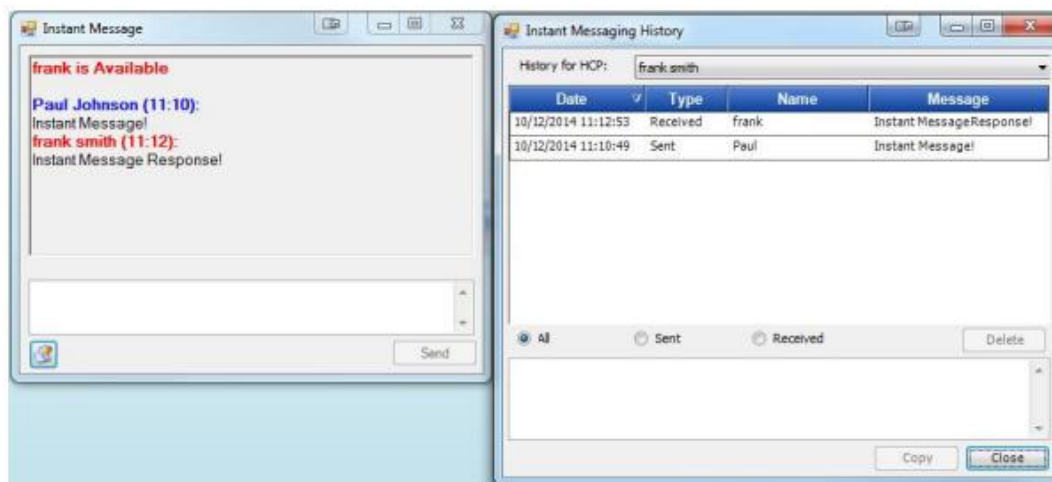 Instant Message
frank is Available
Paul Johnson (11:10):
Instant Message!
frank smith (11:12):
Instant Message Response!
Send
Instant Messaging History
History for HCP: frank smith
Date Type Name Message
10/12/2014 11:12:53 Received frank Instant MessageResponse!
10/12/2014 11:10:49 Sent Paul Instant Message!
All Sent Received Delete
Copy Close